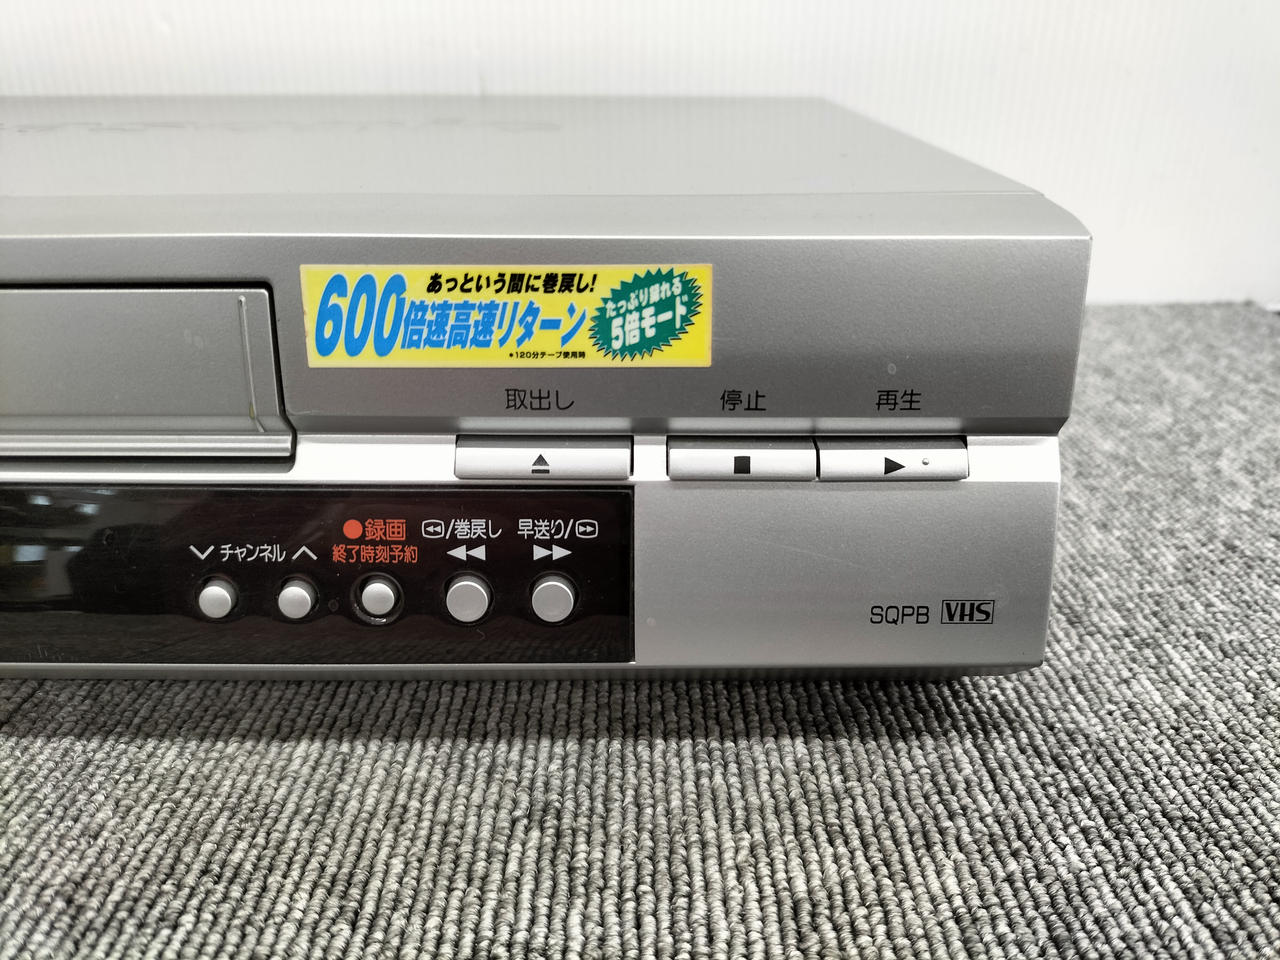 あっという間に巻戻し!
600倍速高速リターン
*120分テープ使用時
たっぷり録れる
5倍モード
取出し
停止
再生
●録画
/巻戻し
早送り/
チャンネル
終了時刻予約
SQPB VHS